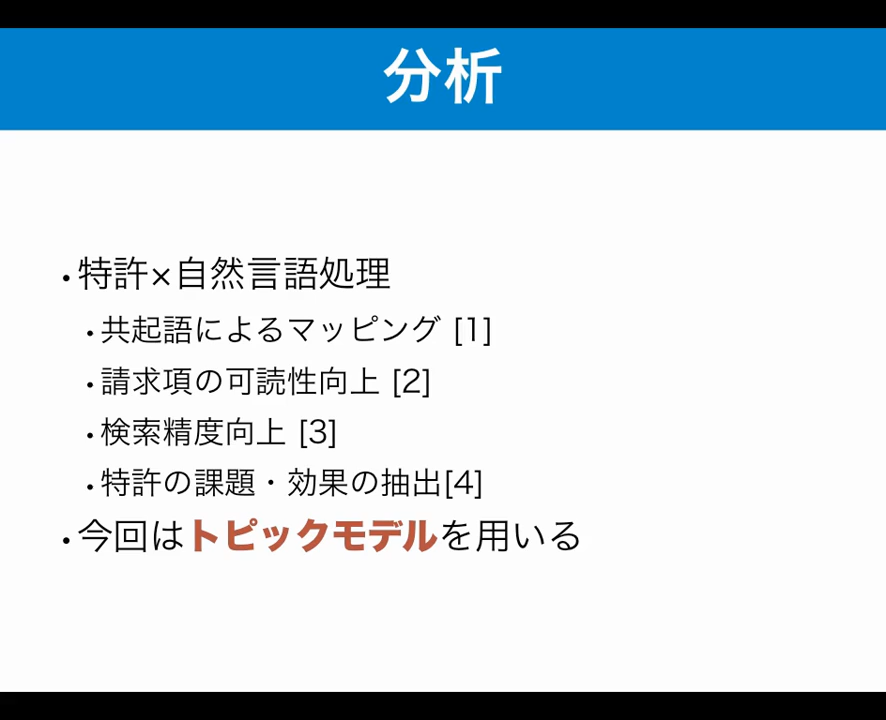 分析
・特許×自然言語処理
・共起語によるマッピング [1]
・請求項の可読性向上 [2]
・検索精度向上 [3]
・特許の課題・効果の抽出[4]
・今回はトピックモデルを用いる